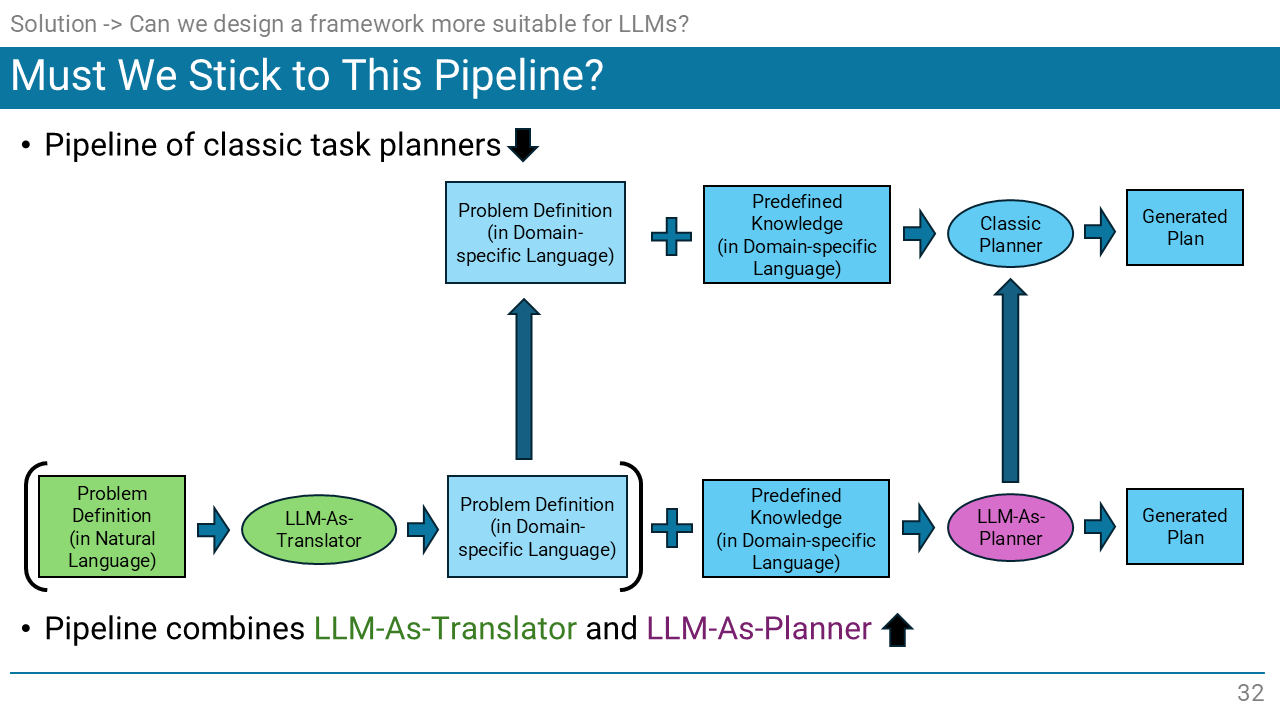 Solution -> Can we design a framework more suitable for LLMs?
Must We Stick to This Pipeline?
• Pipeline of classic task planners
Problem Definition
(in Domain-
specific Language)
Predefined
Knowledge
(in Domain-specific
Language)
Classic
Planner
Generated
Plan
Problem
Definition
(in Natural
Language)
LLM-As-
Translator
Problem Definition
(in Domain-
specific Language)
Predefined
Knowledge
(in Domain-specific
Language)
LLM-As-
Planner
Generated
Plan
• Pipeline combines LLM-As-Translator and LLM-As-Planner
32